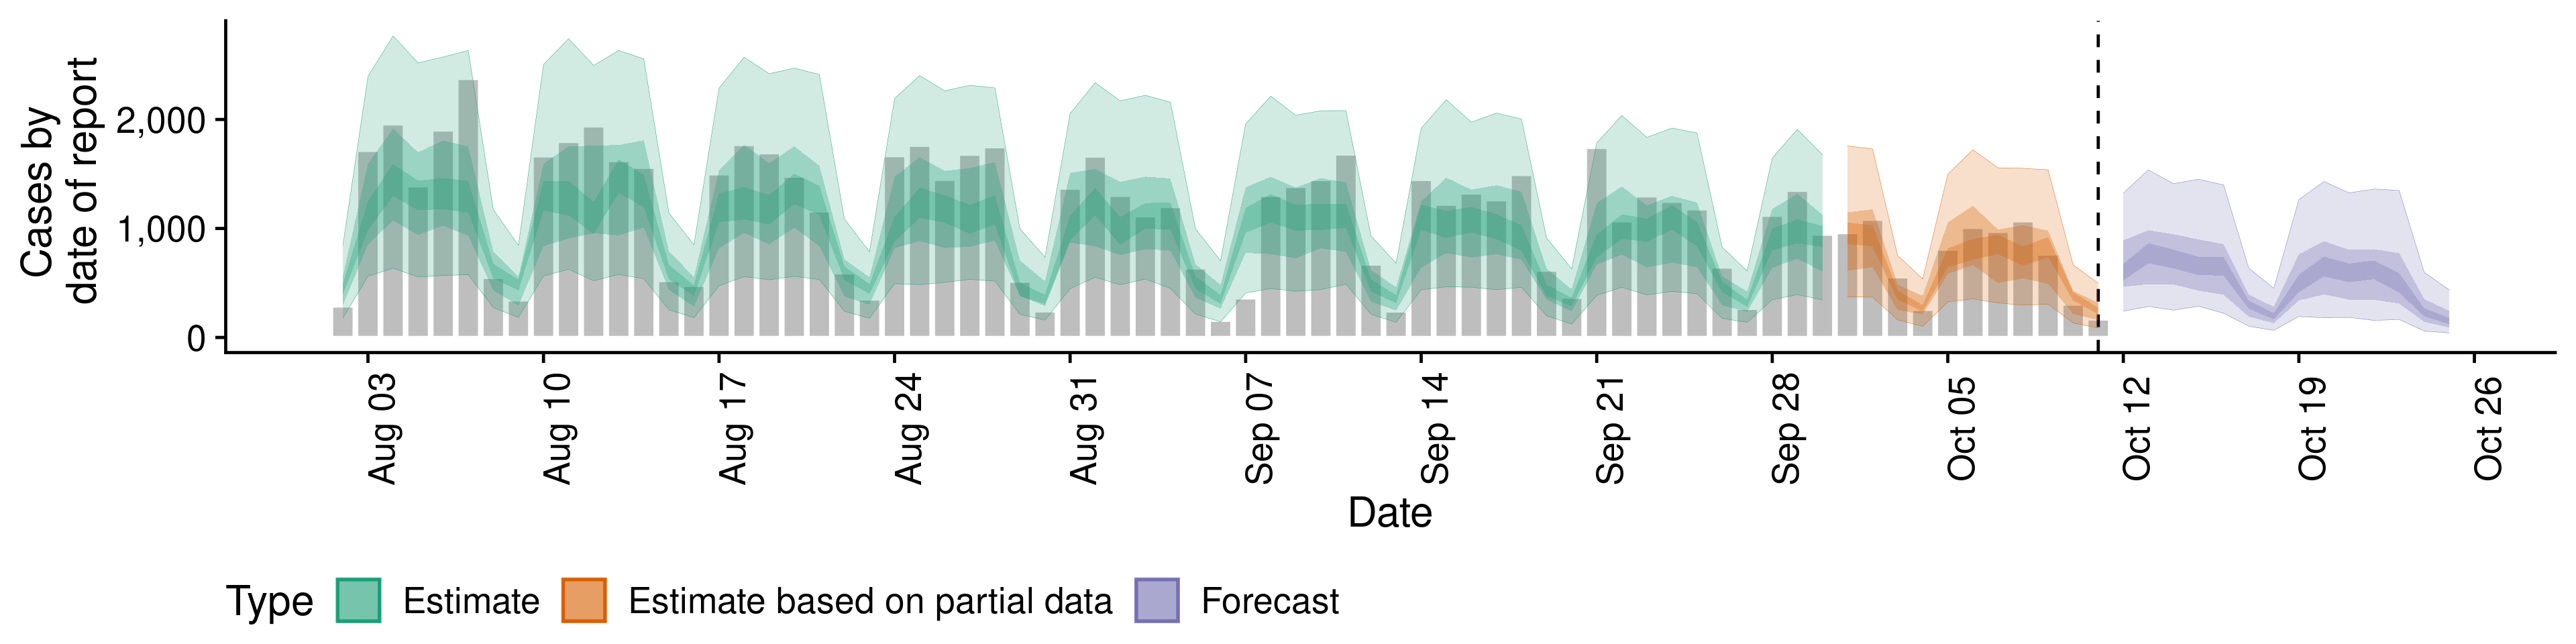 Cases by
date of report
2,000
1,000
0
Aug 03
Aug 10
Aug 17
Aug 24
Aug 31
Sep 07
Sep 14
Sep 21
Sep 28
Oct 05
Oct 12
Oct 19
Oct 26
Date
Type Estimate Estimate based on partial data Forecast